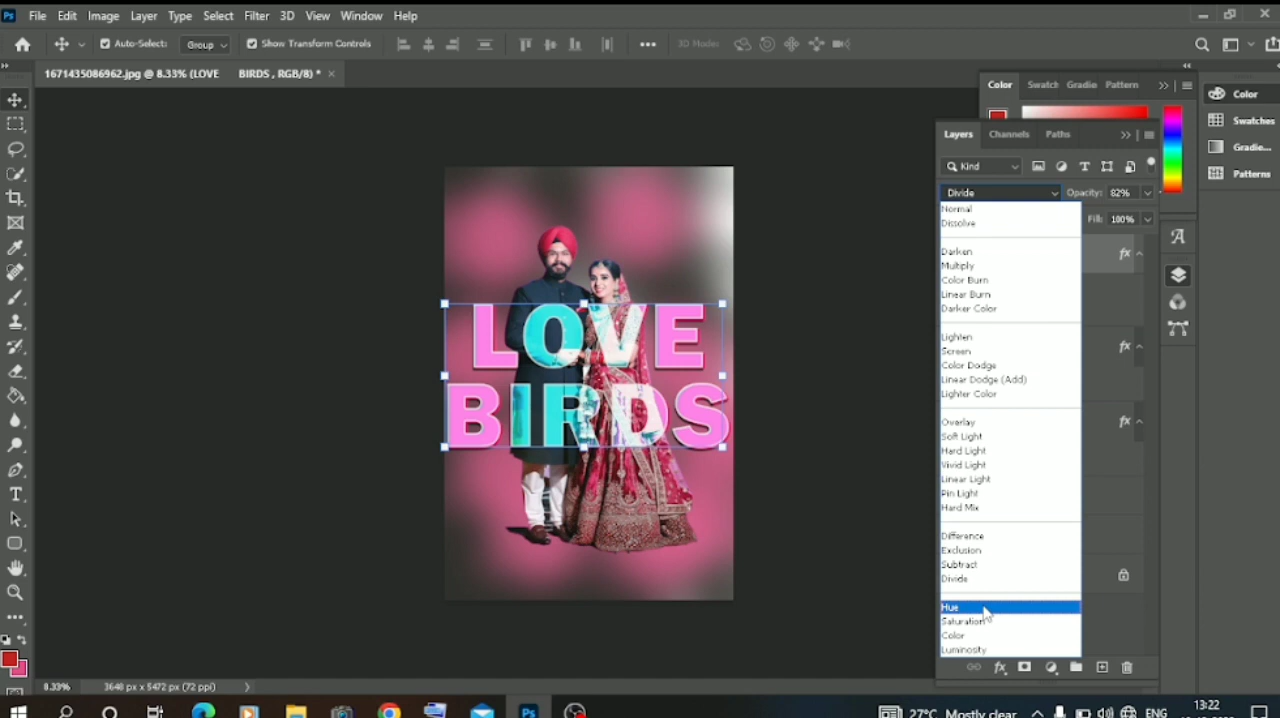 Ps File Edit Image Layer Type Select Filter 3D View Window Help
Auto-Select: Group Show Transform Controls 3D Mode:
1671435086962.jpg @ 8.33% (LOVE BIRDS , RGB/8) * ×
Color Swatch Gradie Pattern
Color
Swatches
Gradie...
Patterns
Layers Channels Paths
Kind
Divide Opacity: 82%
Fill: 100%
Normal
Dissolve
Darken
Multiply
Color Burn
Linear Burn
Darker Color
Lighten
Screen
Color Dodge
Linear Dodge (Add)
Lighter Color
Overlay
Soft Light
Hard Light
Vivid Light
Linear Light
Pin Light
Hard Mix
Difference
Exclusion
Subtract
Divide
Hue
Saturation
Color
Luminosity
fx
fx
fx
LOVE
BIRDS
8.33% 3648 px x 5472 px (72 ppi)
27°C Mostly clear ENG 13:22